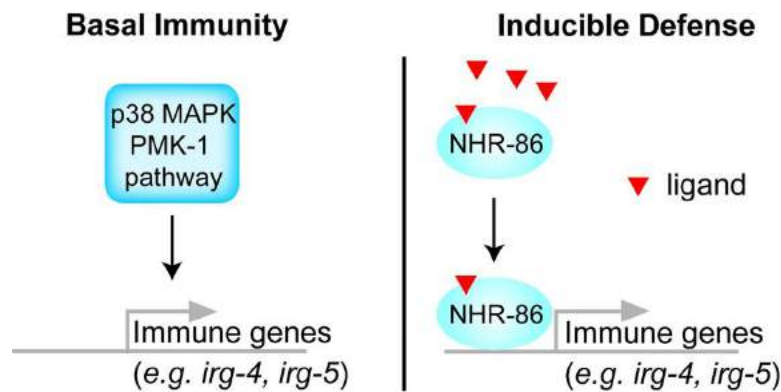 Basal Immunity
p38 MAPK
PMK-1
pathway
Immune genes
(e.g. irg-4, irg-5)
Inducible Defense
NHR-86
ligand
NHR-86
Immune genes
(e.g. irg-4, irg-5)